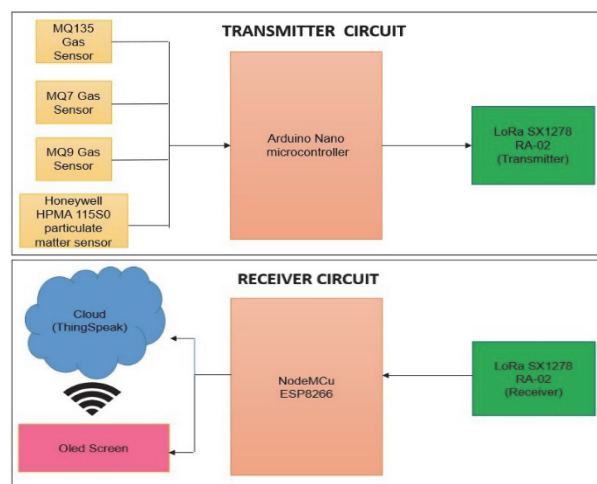 TRANSMITTER CIRCUIT
MQ135
Gas
Sensor
MQ7 Gas
Sensor
MQ9 Gas
Sensor
Honeywell
HPMA 115S0
particulate
matter sensor
Arduino Nano
microcontroller
LoRa SX1278
RA-02
(Transmitter)
RECEIVER CIRCUIT
Cloud
(ThingSpeak)
Oled Screen
NodeMCu
ESP8266
LoRa SX1278
RA-02
(Receiver)